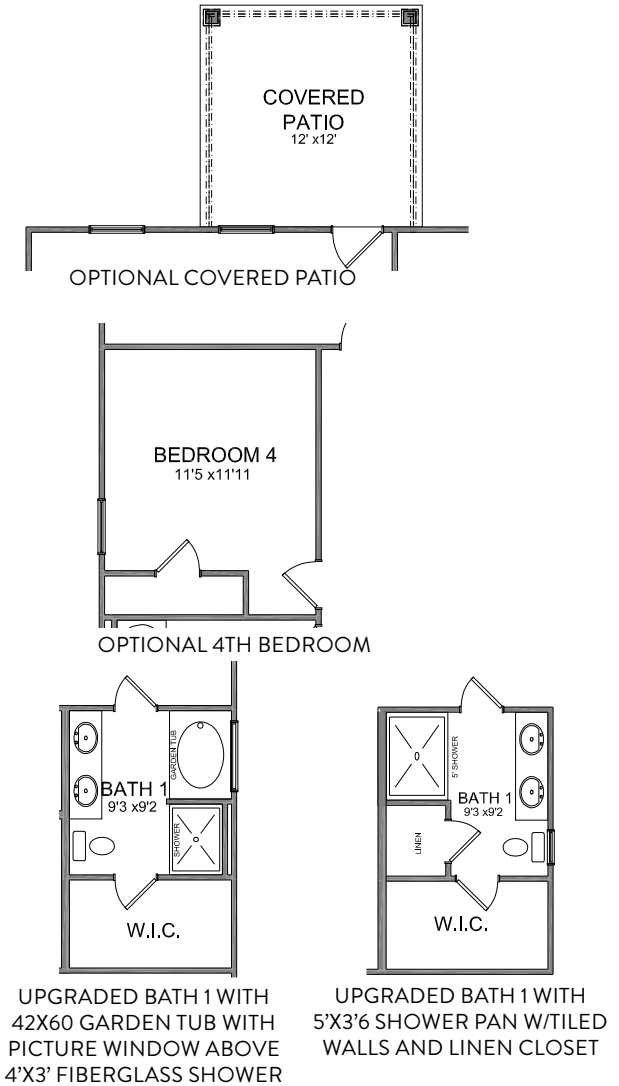 COVERED
PATIO
12' x12'
OPTIONAL COVERED PATIO
BEDROOM 4
11'5 x11'11
OPTIONAL 4TH BEDROOM
GARDEN TUB
BATH 1
9'3 x9'2
SHOWER
W.I.C.
UPGRADED BATH 1 WITH
42X60 GARDEN TUB WITH
PICTURE WINDOW ABOVE
4'X3' FIBERGLASS SHOWER
5' SHOWER
BATH 1
9'3 x9'2
LINEN
W.I.C.
UPGRADED BATH 1 WITH
5'X3'6 SHOWER PAN W/TILED
WALLS AND LINEN CLOSET